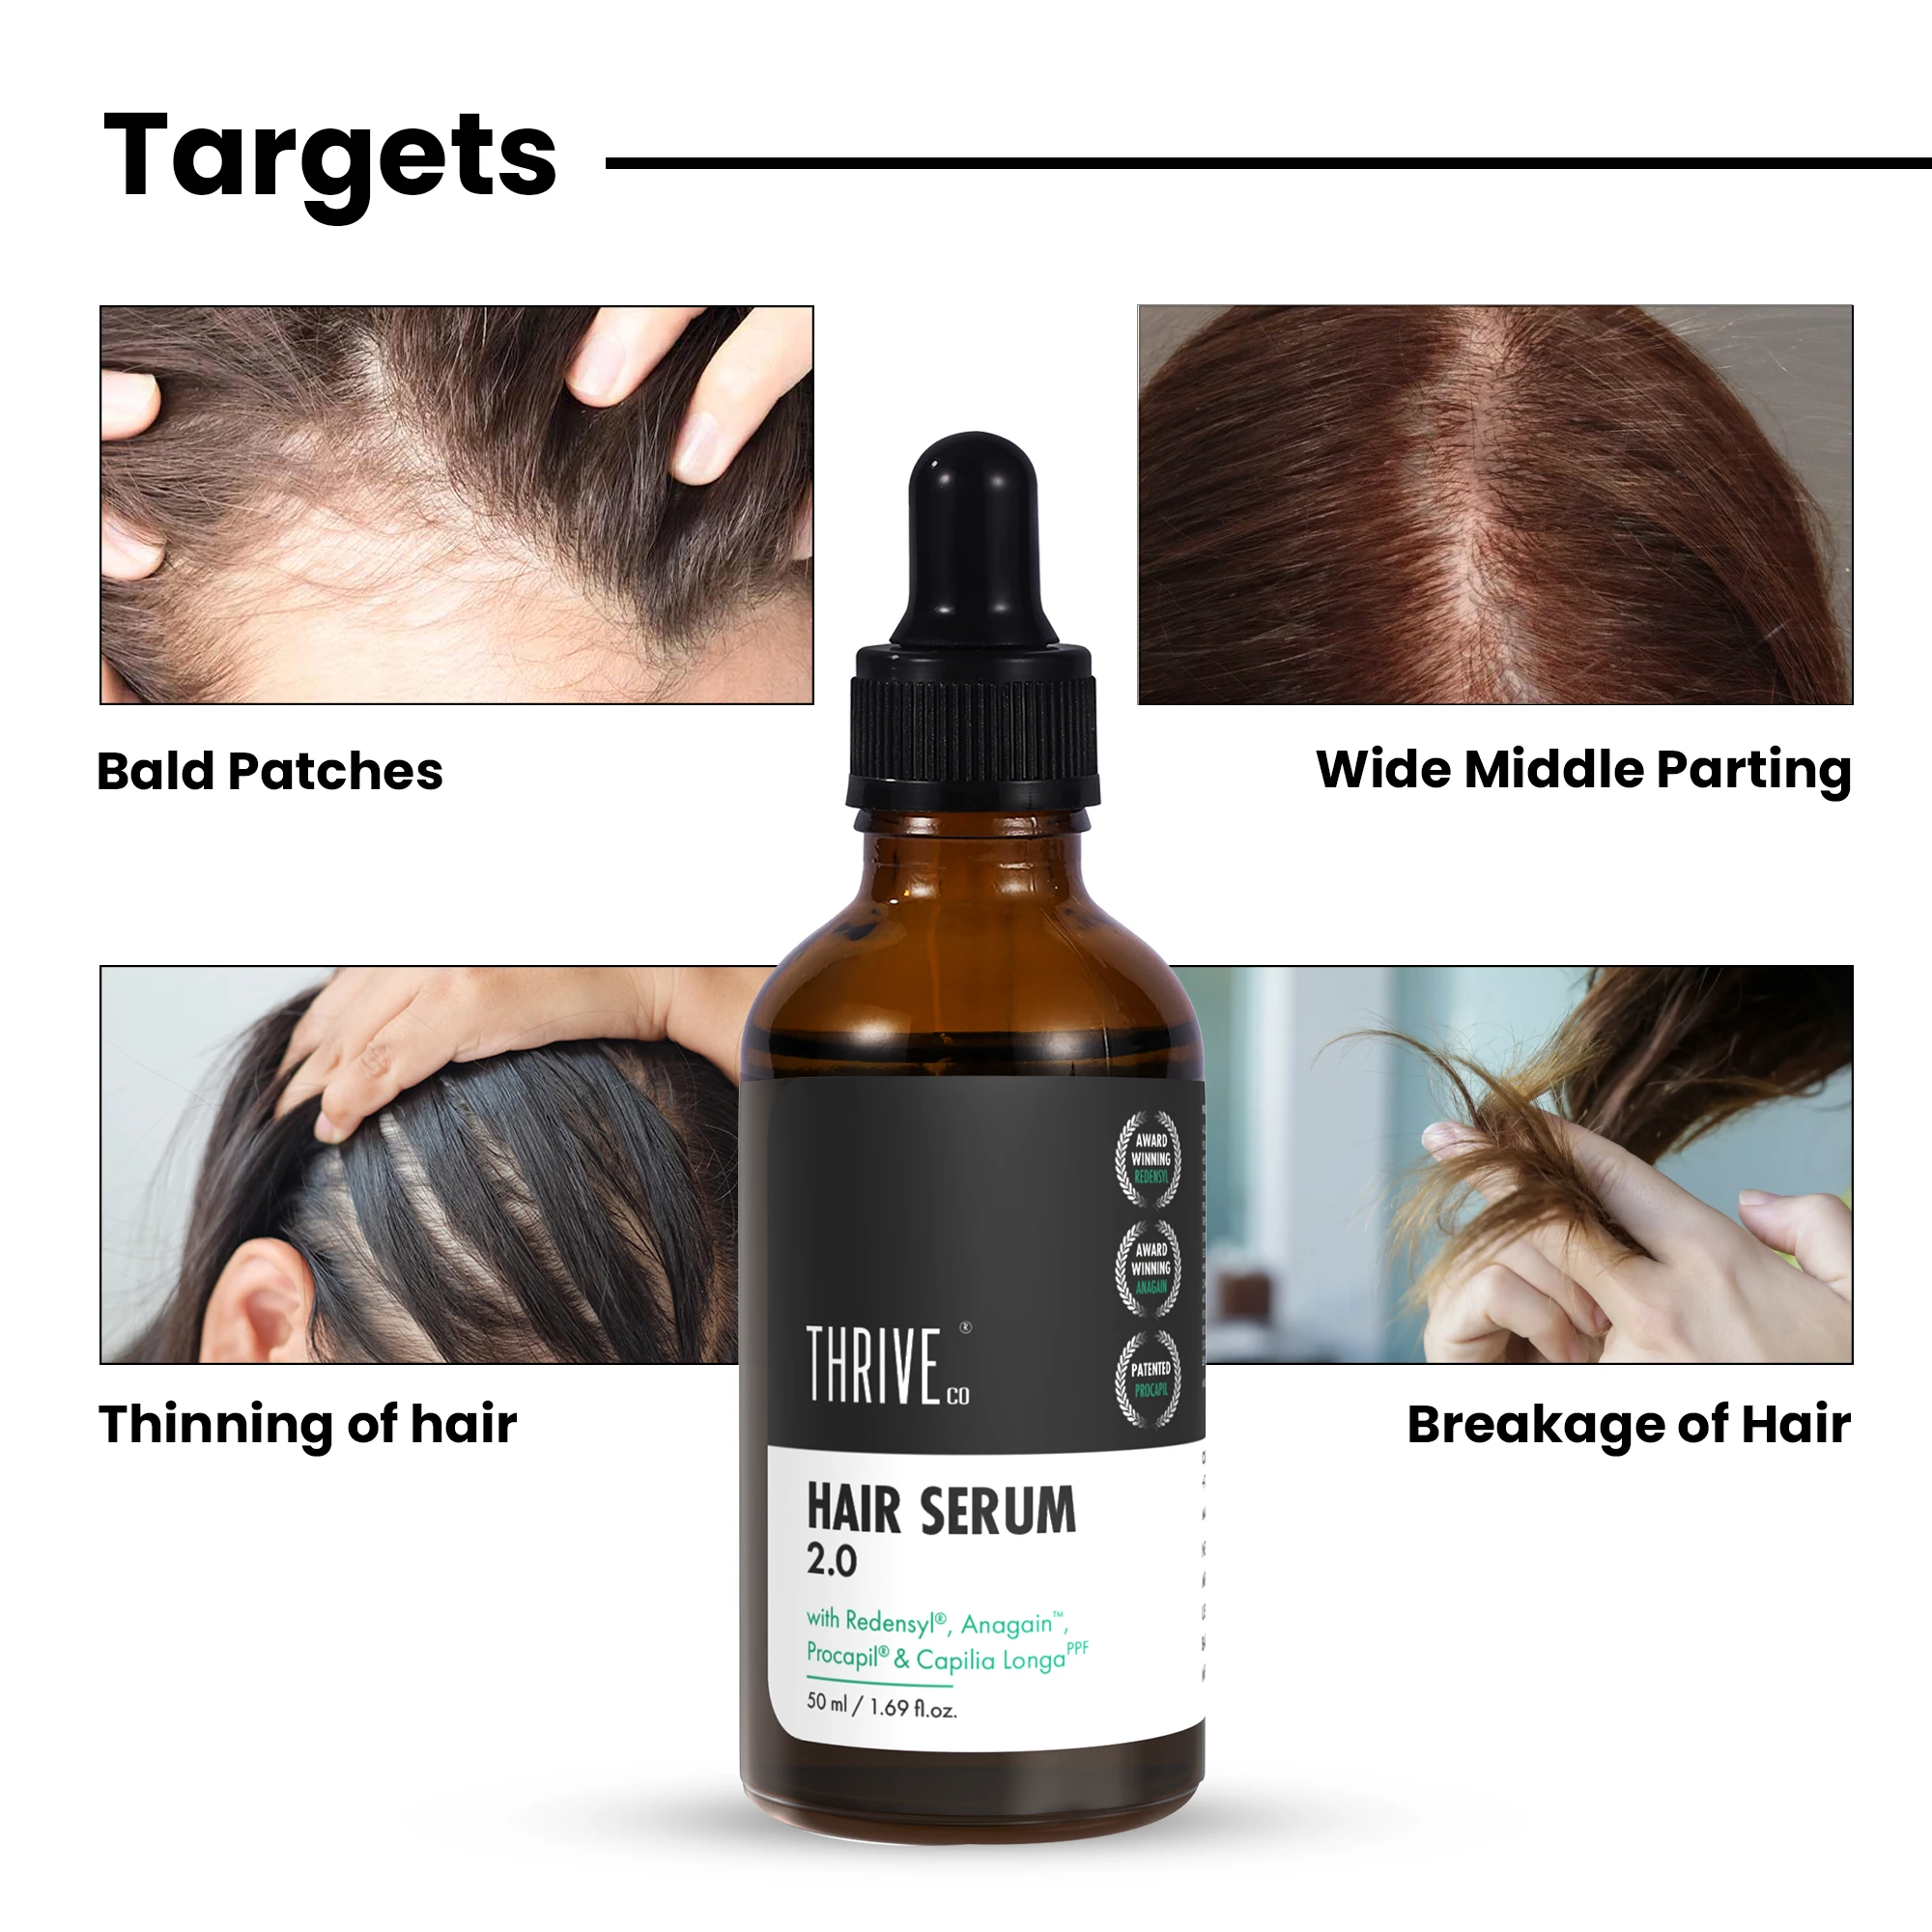 Targets
Bald Patches
Wide Middle Parting
Thinning of hair
Breakage of Hair
AWARD
WINNING
REDENSYL
AWARD
WINNING
ANAGAIN
PATENTED
PROCAPIL
THRIVE ®
CO
HAIR SERUM
2.0
with Redensyl®, Anagain™,
Procapil® & Capilia Longa PPF
50 ml / 1.69 fl.oz.